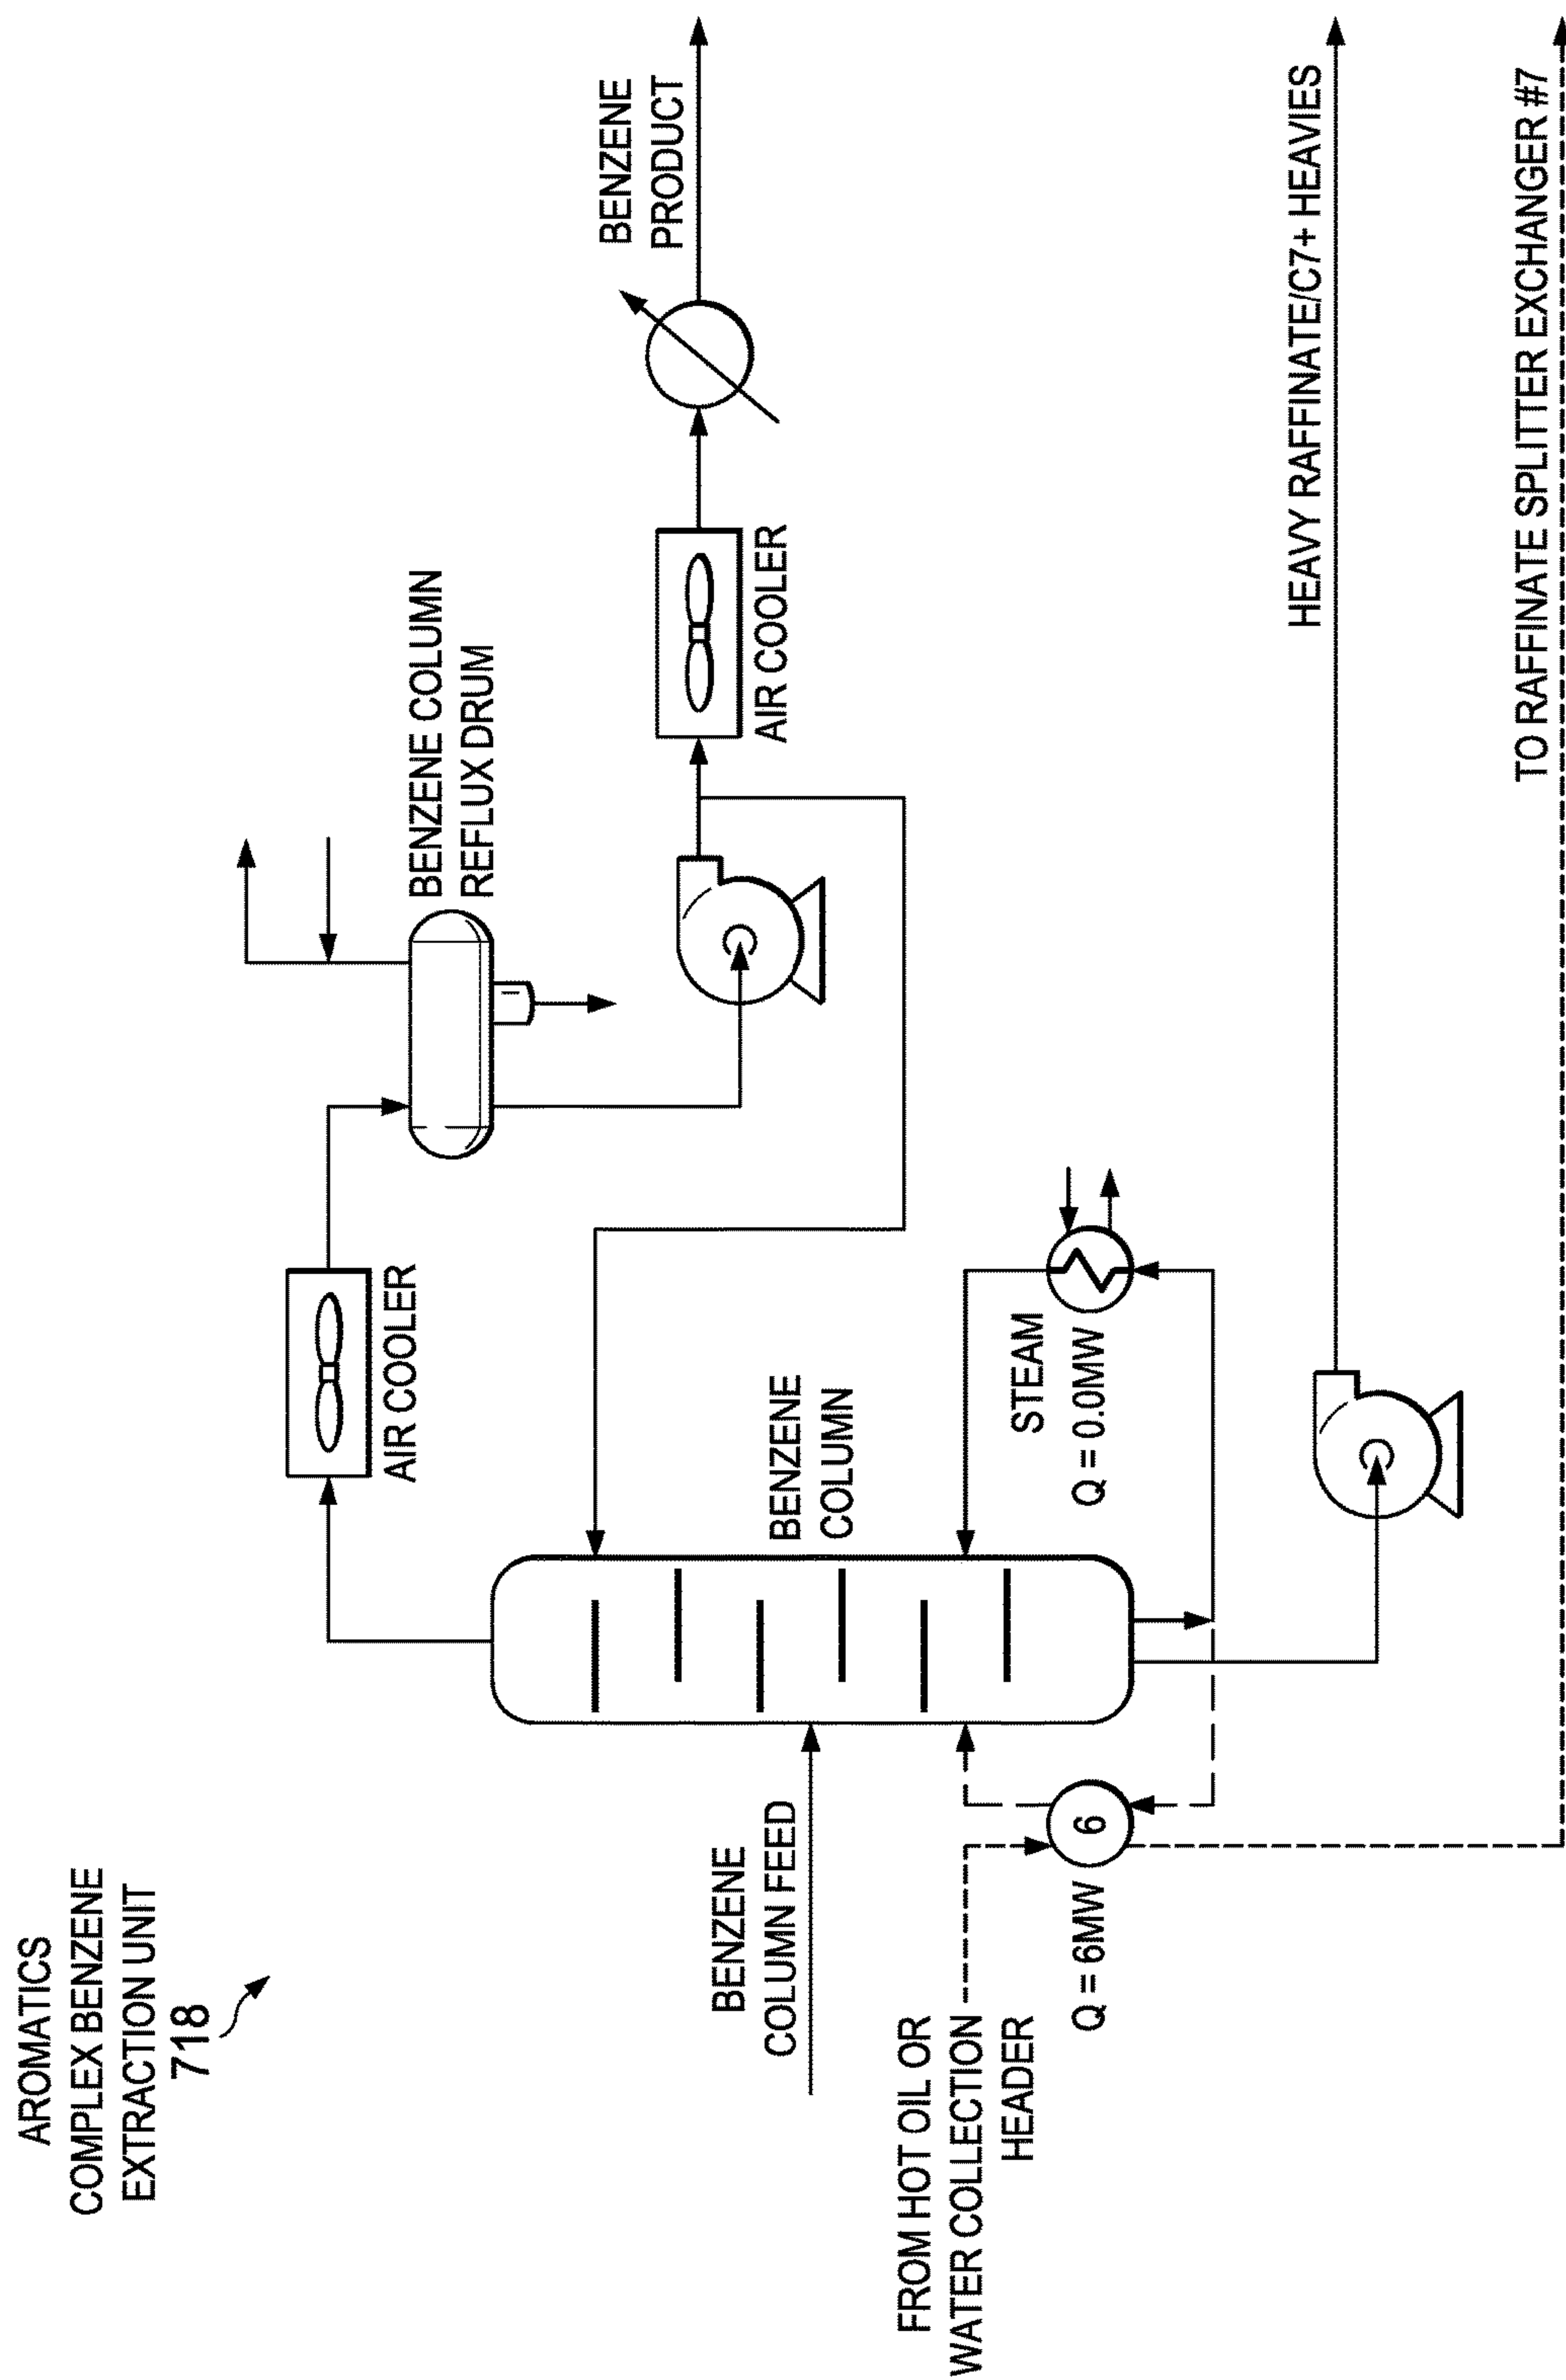 AROMATICS
COMPLEX BENZENE
EXTRACTION UNIT
718
AIR COOLER
BENZENE COLUMN
REFLUX DRUM
BENZENE
PRODUCT
AIR COOLER
BENZENE
COLUMN FEED
BENZENE
COLUMN
FROM HOT OIL OR
WATER COLLECTION
HEADER
STEAM
Q = 0.0MW
6
Q = 6MW
HEAVY RAFFINATE/C7+ HEAVIES
TO RAFFINATE SPLITTER EXCHANGER #7